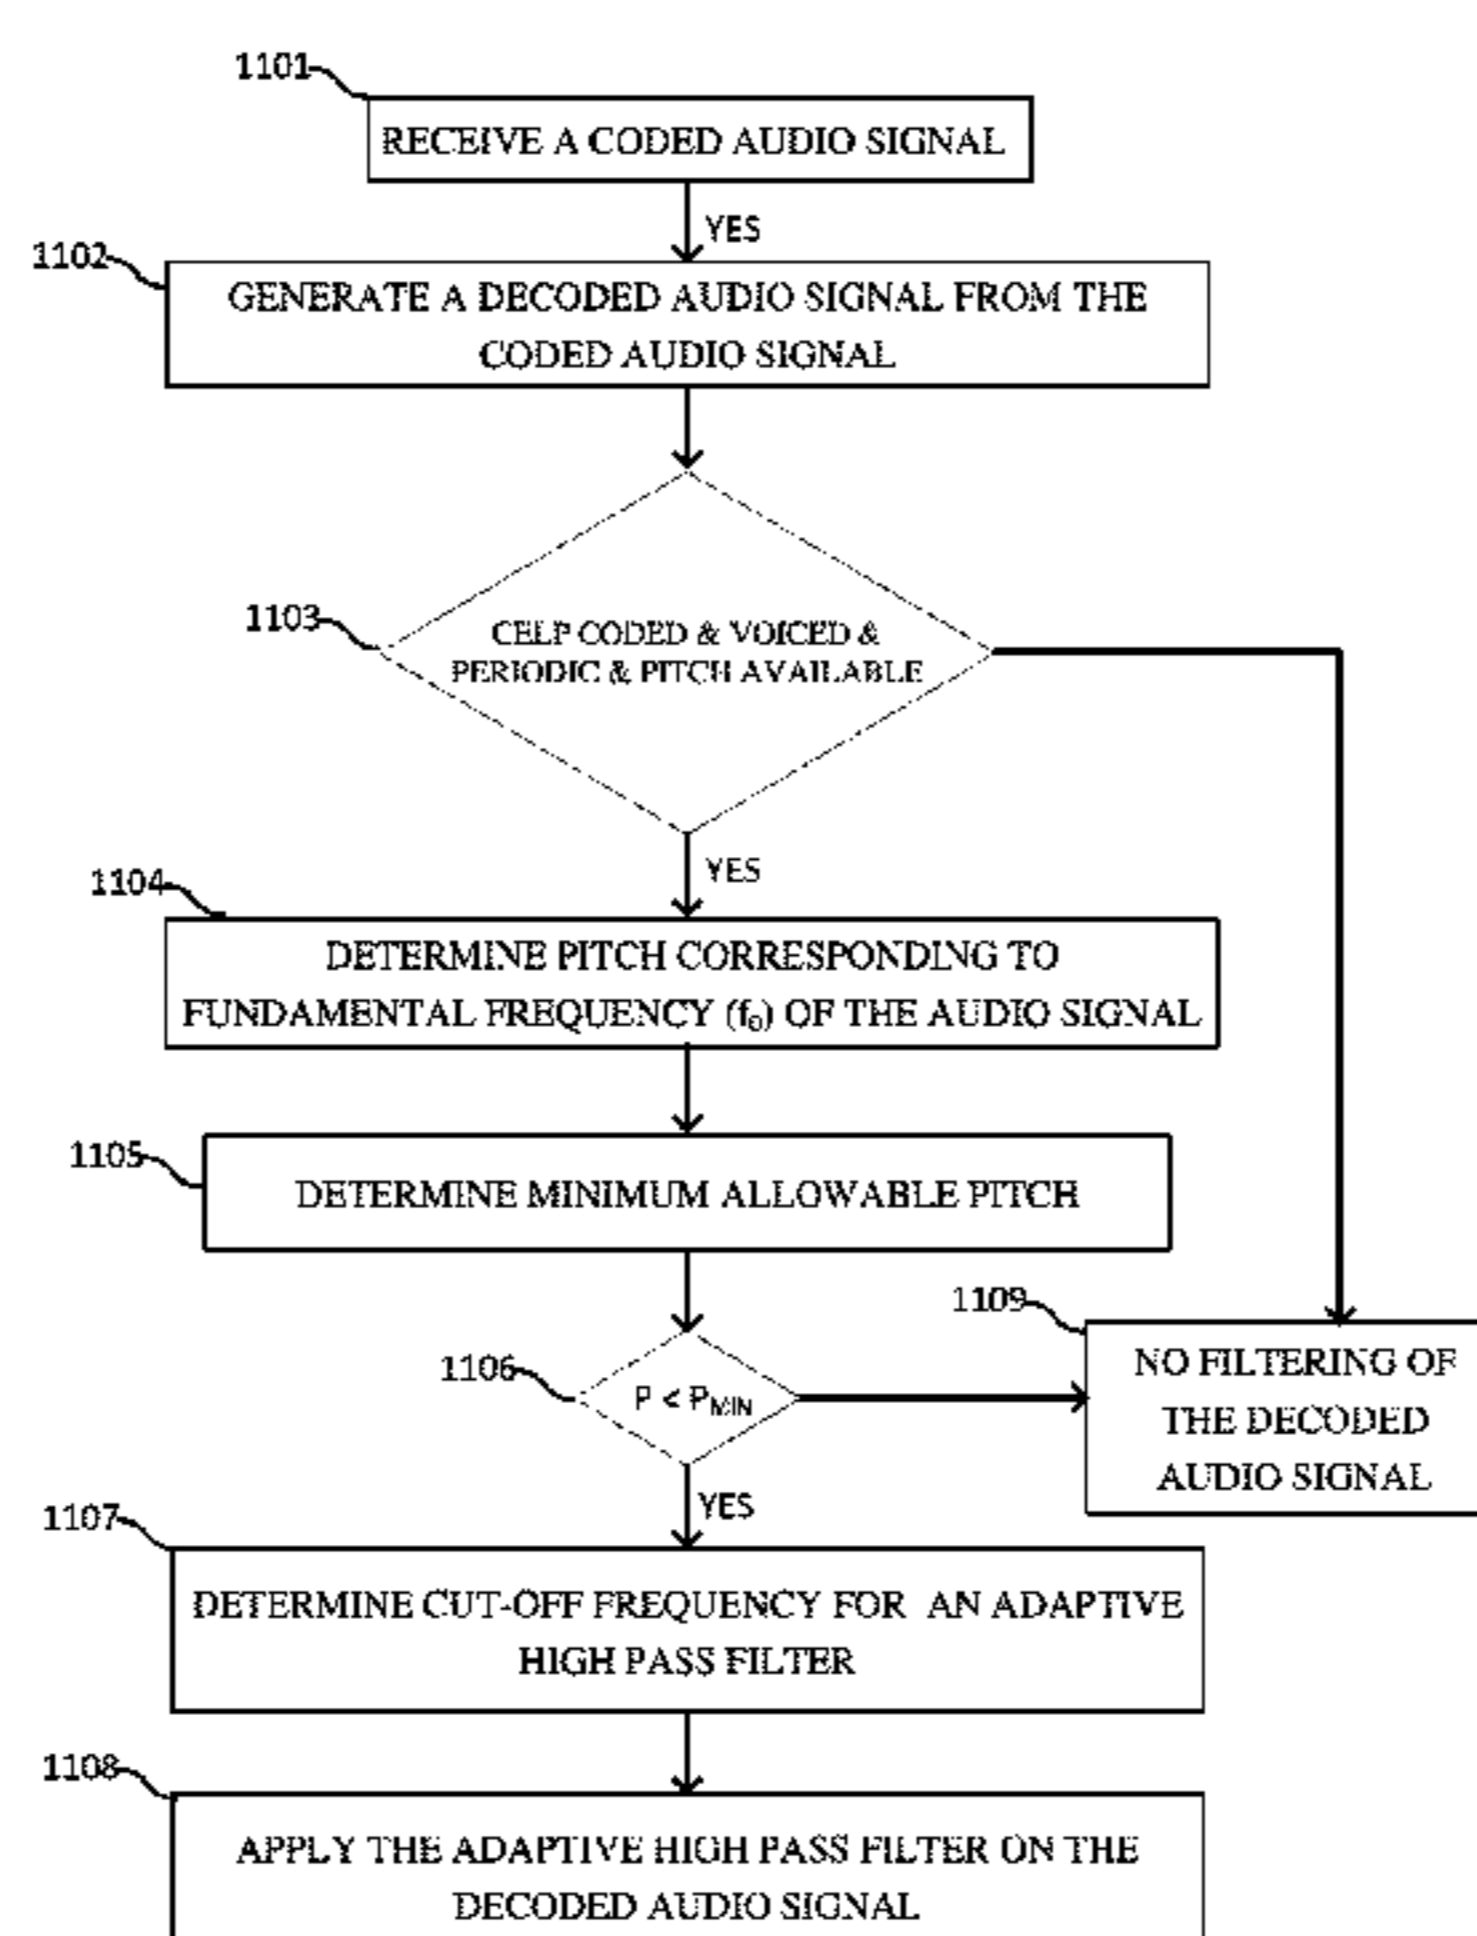 1101
RECEIVE A CODED AUDIO SIGNAL
YES
1102
GENERATE A DECODED AUDIO SIGNAL FROM THE
CODED AUDIO SIGNAL
1103
CELP CODED & VOICED &
PERIODIC & PITCH AVAILABLE
YES
1104
DETERMINE PITCH CORRESPONDING TO
FUNDAMENTAL FREQUENCY (f₀) OF THE AUDIO SIGNAL
1105
DETERMINE MINIMUM ALLOWABLE PITCH
1106
P < P_MIN
1109
NO FILTERING OF
THE DECODED
AUDIO SIGNAL
YES
1107
DETERMINE CUT-OFF FREQUENCY FOR AN ADAPTIVE
HIGH PASS FILTER
1108
APPLY THE ADAPTIVE HIGH PASS FILTER ON THE
DECODED AUDIO SIGNAL